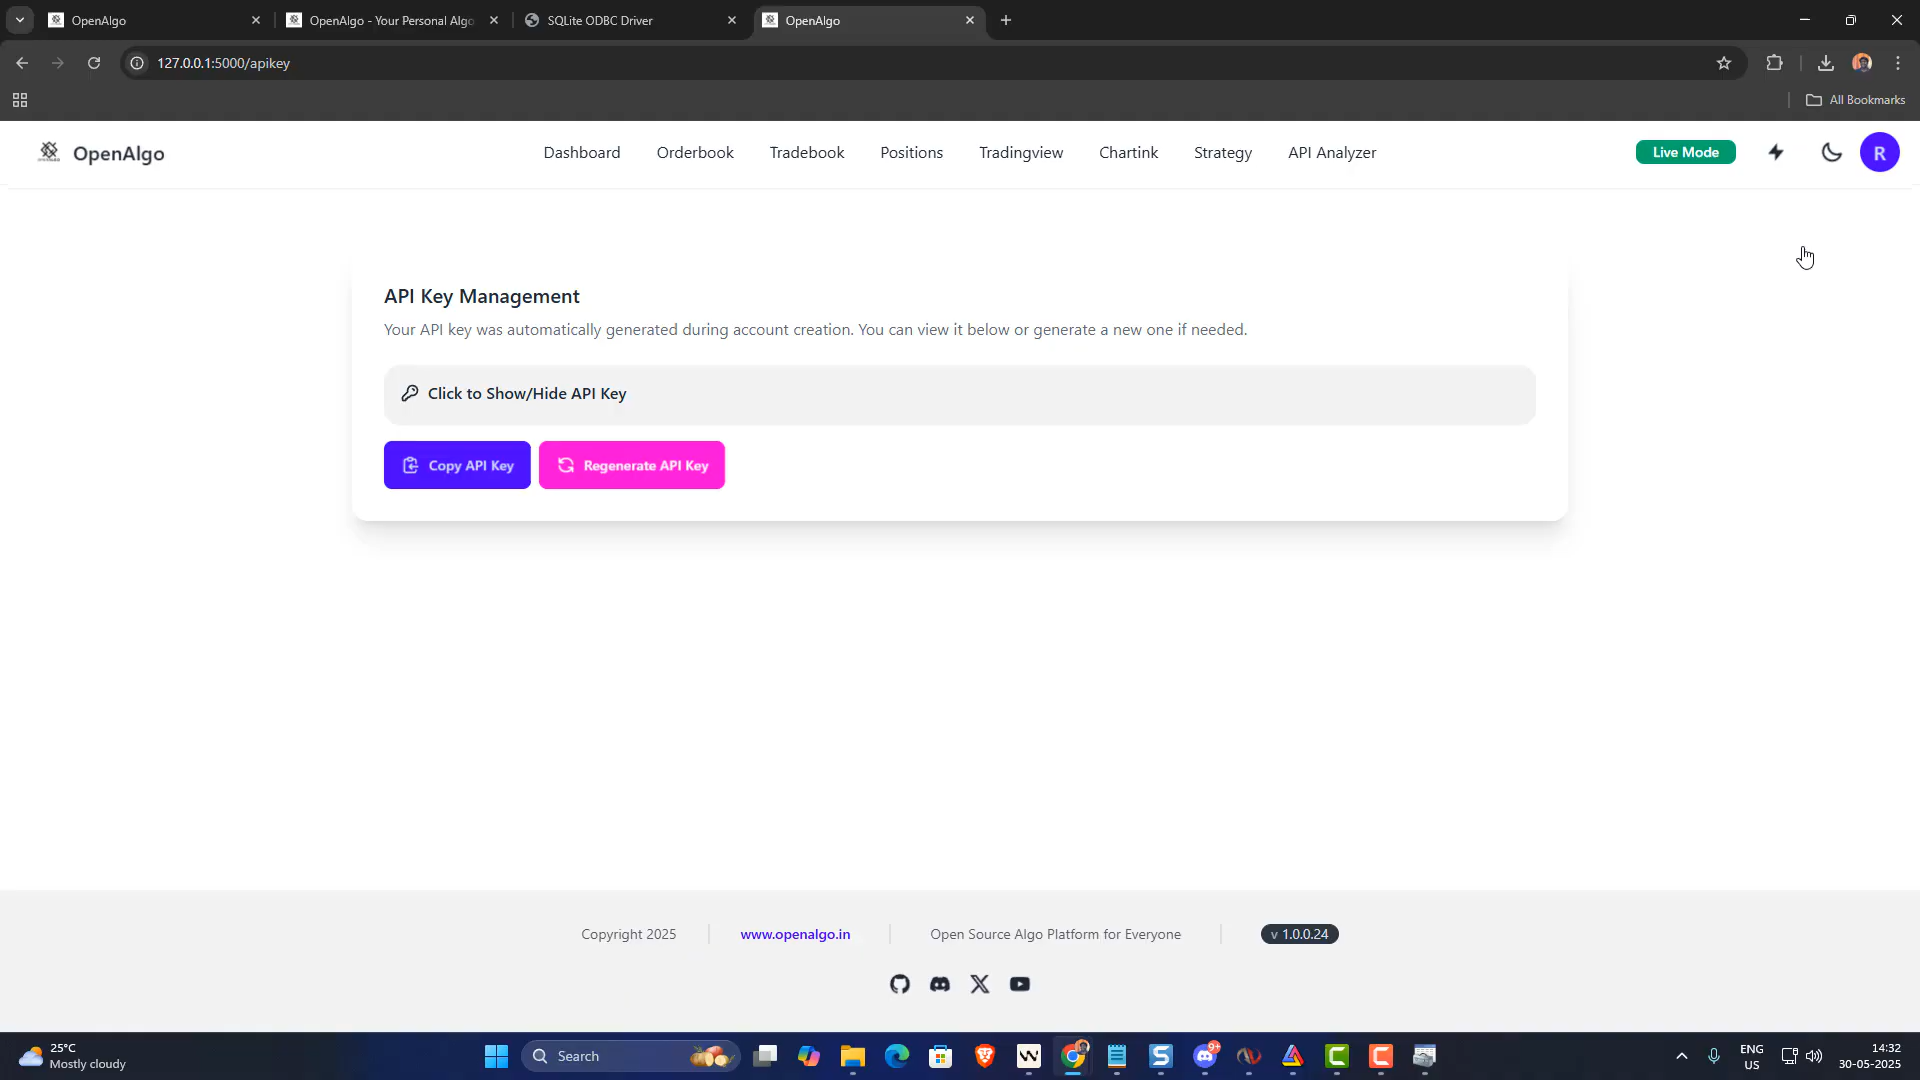 OpenAlgo
OpenAlgo - Your Personal Algo
SQLite ODBC Driver
OpenAlgo
127.0.0.1:5000/apikey
All Bookmarks
OpenAlgo
Dashboard
Orderbook
Tradebook
Positions
Tradingview
Chartink
Strategy
API Analyzer
Live Mode
R
API Key Management
Your API key was automatically generated during account creation. You can view it below or generate a new one if needed.
Click to Show/Hide API Key
Copy API Key
Regenerate API Key
Copyright 2025
www.openalgo.in
Open Source Algo Platform for Everyone
v 1.0.0.24
25°C
Mostly cloudy
Search
9+
ENG
US
14:32
30-05-2025